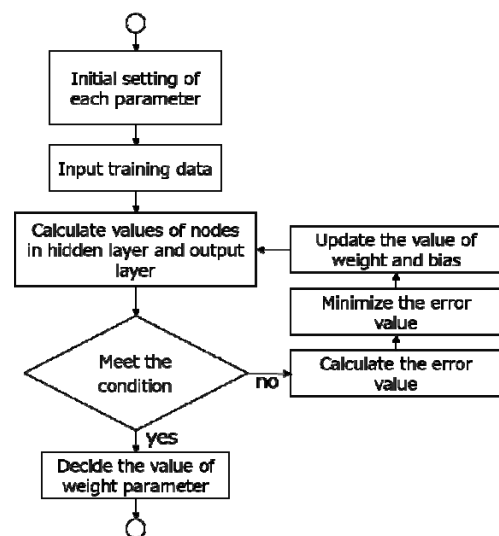 Initial setting of
each parameter
Input training data
Calculate values of nodes
in hidden layer and output
layer
Update the value of
weight and bias
Minimize the error
value
Meet the
condition
no
Calculate the error
value
yes
Decide the value of
weight parameter